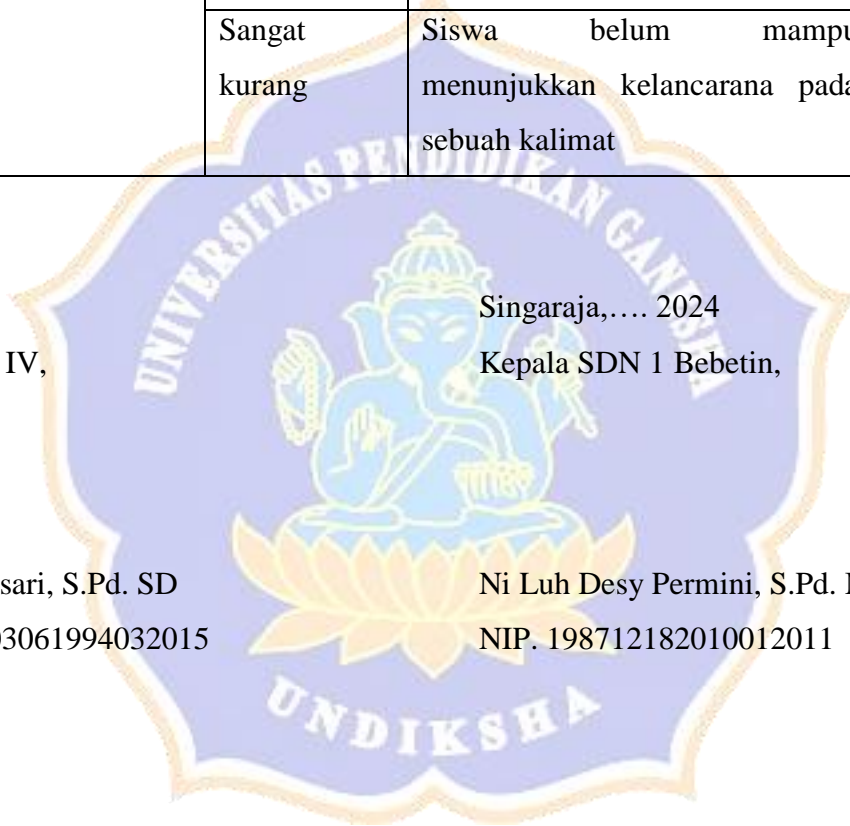 Sangat Siswa belum mampu
kurang menunjukkan kelancarana pada
sebuah kalimat
UNIVERSITAS PENDIDIKAN GANESHA
Singaraja,…. 2024
IV, Kepala SDN 1 Bebetin,
sari, S.Pd. SD Ni Luh Desy Permini, S.Pd.
03061994032015 NIP. 198712182010012011
UNDIKSHA